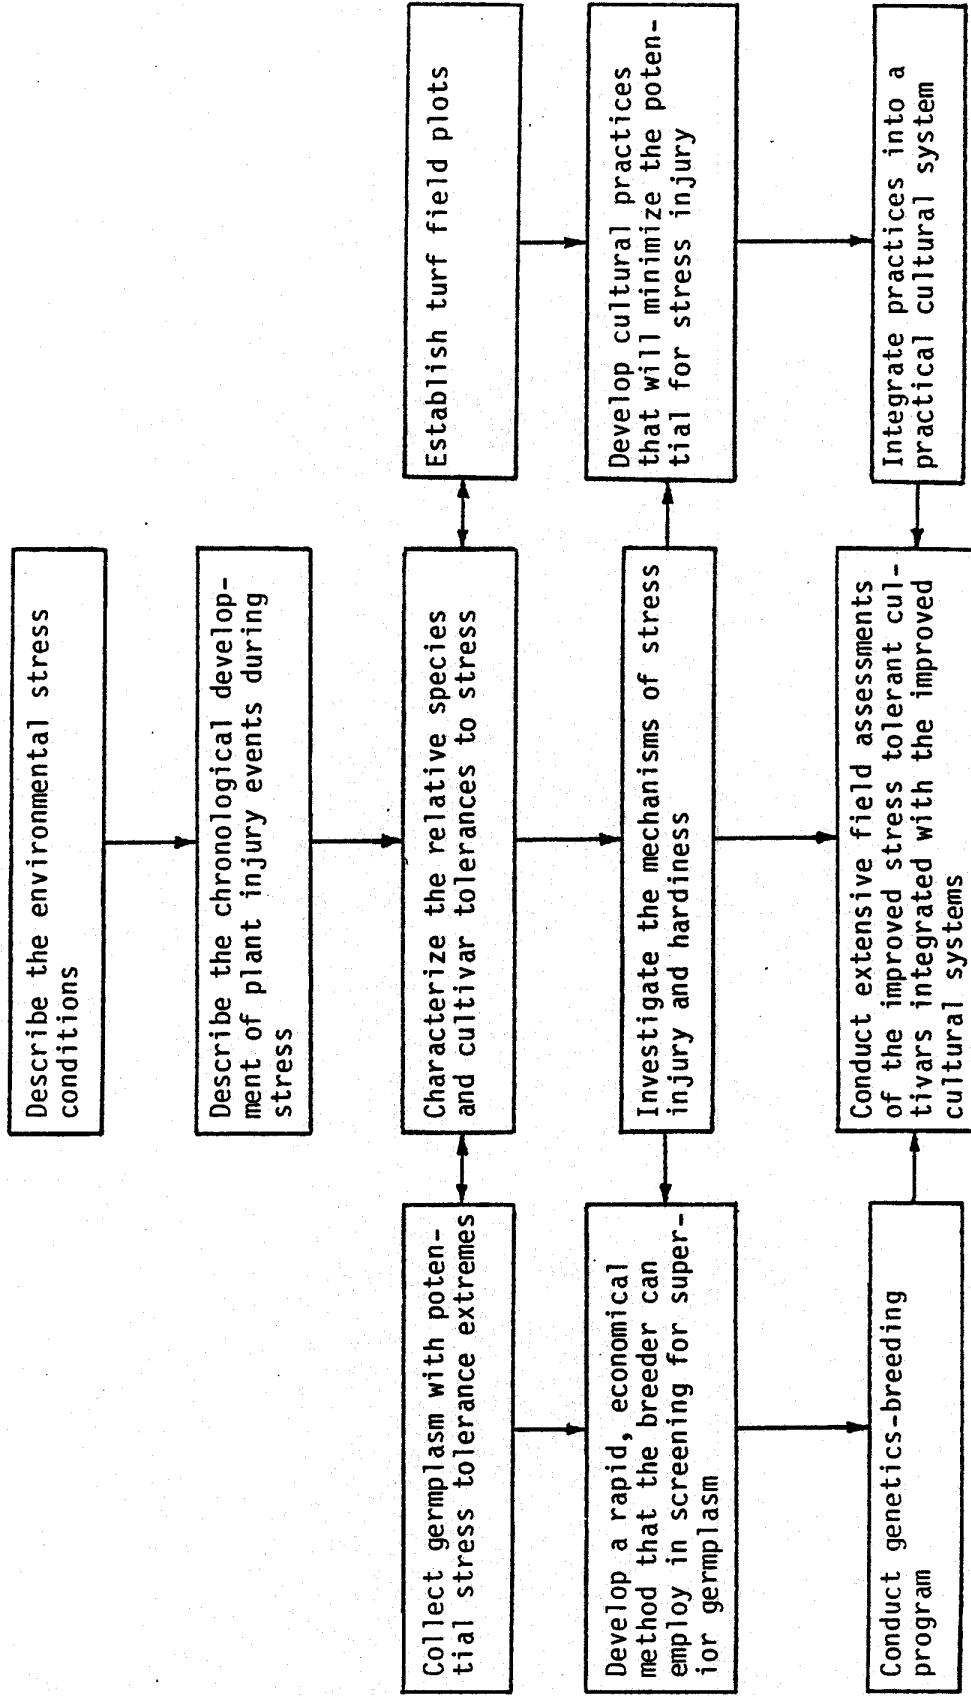 Describe the environmental stress
conditions
Describe the chronological develop-
ment of plant injury events during
stress
Collect germplasm with poten-
tial stress tolerance extremes
Characterize the relative species
and cultivar tolerances to stress
Establish turf field plots
Develop a rapid, economical
method that the breeder can
employ in screening for super-
ior germplasm
Investigate the mechanisms of stress
injury and hardiness
Develop cultural practices
that will minimize the poten-
tial for stress injury
Conduct genetics-breeding
program
Conduct extensive field assessments
of the improved stress tolerant cul-
tivars integrated with the improved
cultural systems
Integrate practices into a
practical cultural system